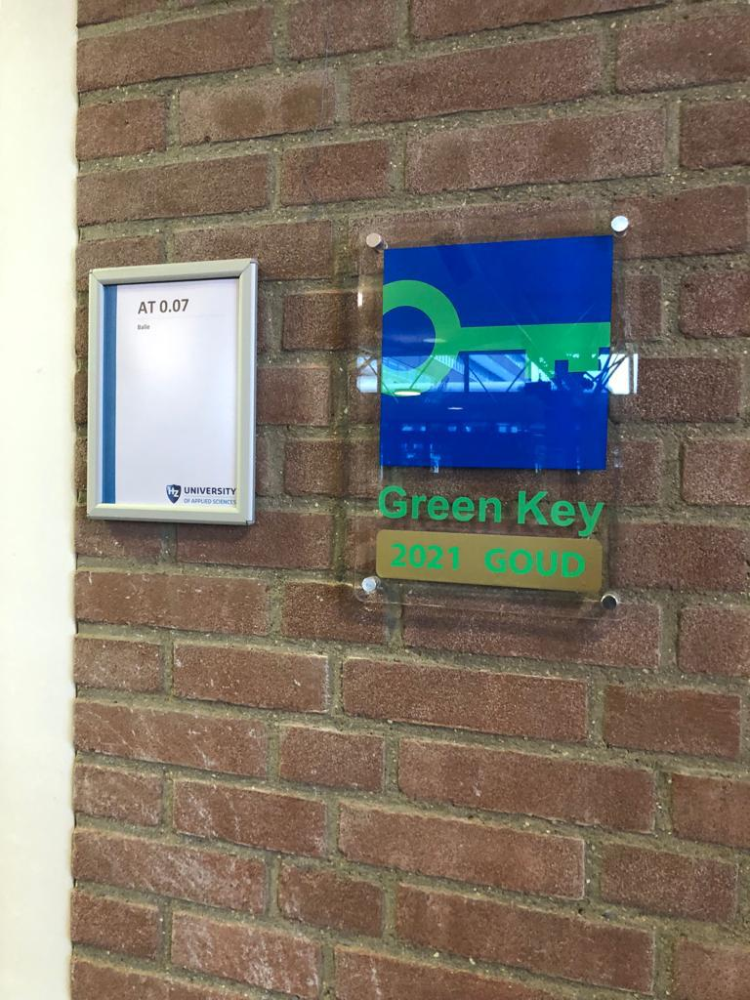 AT 0.07
Balie
HZ UNIVERSITY
OF APPLIED SCIENCES
Green Key
2021 GOUD